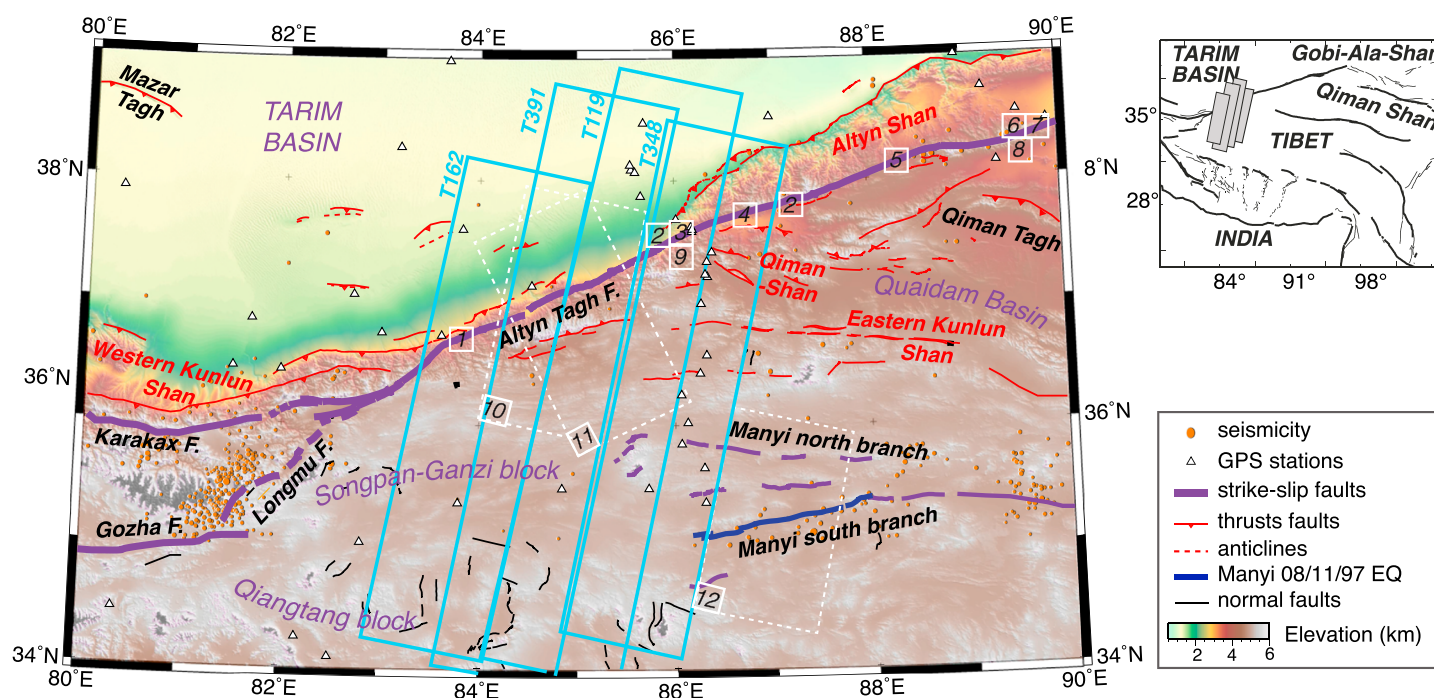 80°E
82°E
84°E
86°E
88°E
90°E
Mazar
Tagh
TARIM
BASIN
T391
T119
T348
T162
Altyn Shan
6
7
8
5
38°N
8°N
2
4
2
3
9
Qiman Tagh
Qiman
Shan
Quaidam Basin
Altyn Tagh F.
1
Eastern Kunlun
Shan
Western Kunlun
Shan
36°N
36°N
10
11
Karakax F.
Longmu F.
Songpan-Ganzi block
Manyi north branch
Gozha F.
Manyi south branch
Qiangtang block
12
34°N
34°N
80°E
82°E
84°E
86°E
88°E
90°E
TARIM
BASIN
Gobi-Ala-Shan
Qiman Shan
35°
TIBET
28°
INDIA
84°
91°
98°
seismicity
GPS stations
strike-slip faults
thrusts faults
anticlines
Manyi 08/11/97 EQ
normal faults
2
4
6
Elevation (km)